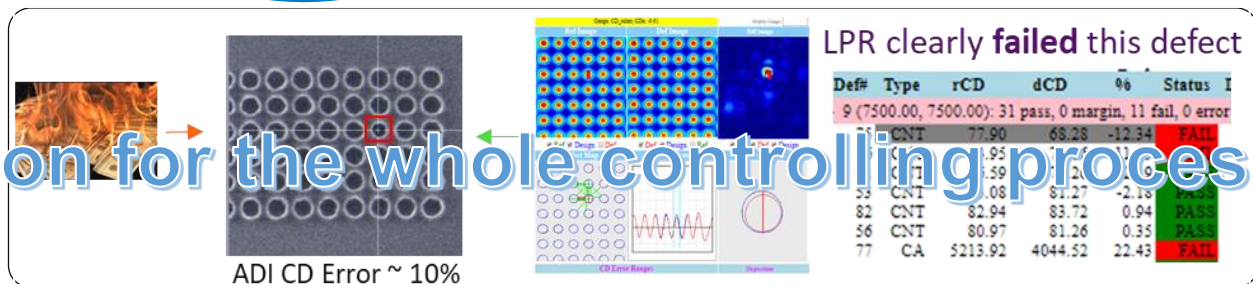 LPR clearly failed this defect
Ref Image
Def Image
Def# Type rCD dCD % Status
9 (7500.00, 7500.00): 31 pass, 0 margin, 11 fail, 0 error
CNT 77.90 68.28 -12.34 FAIL
on for the whole controlling proces
81.27 -2.18 PASS
82 CNT 82.94 83.72 0.94 PASS
56 CNT 80.97 81.26 0.35 PASS
77 CA 5213.92 4044.52 22.43 FAIL
CD Error Ranges
ADI CD Error ~ 10%